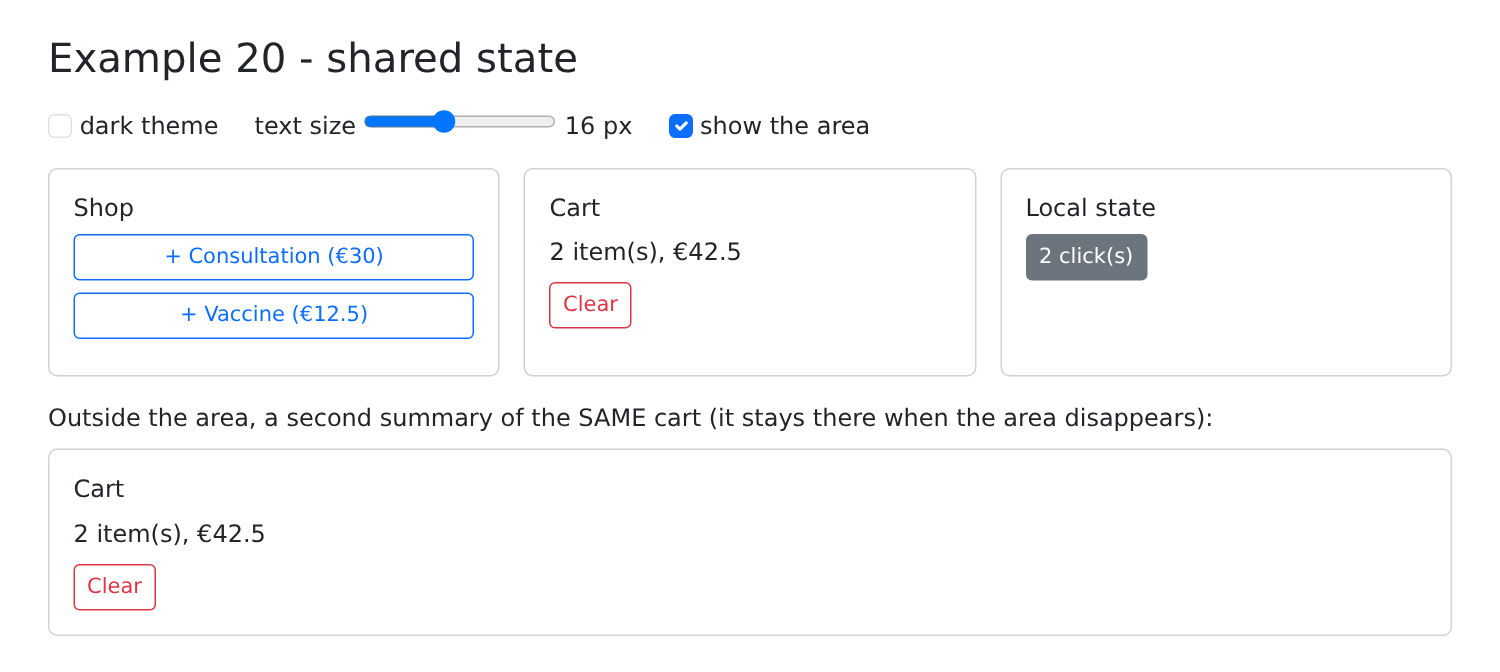 Example 20 - shared state
dark theme text size 16 px show the area
Shop
+ Consultation (€30)
+ Vaccine (€12.5)
Cart
2 item(s), €42.5
Clear
Local state
2 click(s)
Outside the area, a second summary of the SAME cart (it stays there when the area disappears):
Cart
2 item(s), €42.5
Clear